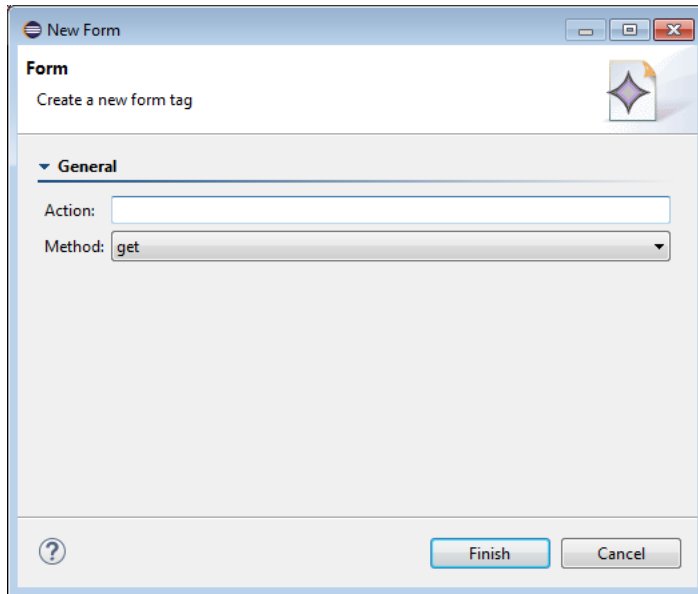 New Form
Form
Create a new form tag
General
Action:
Method: get
?
Finish Cancel